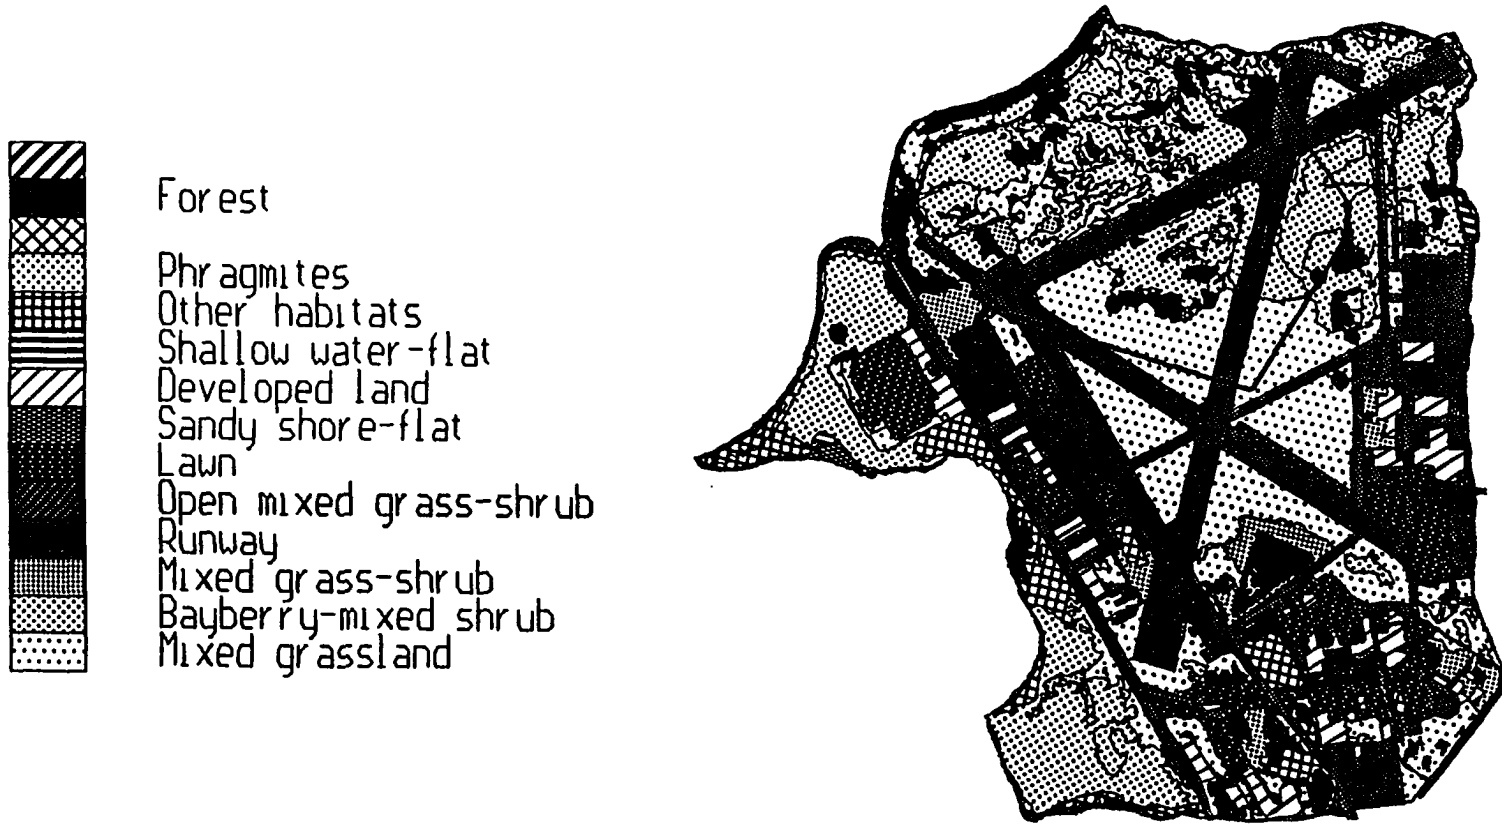 Forest
Phragmites
Other habitats
Shallow water-flat
Developed land
Sandy shore-flat
Lawn
Open mixed grass-shrub
Runway
Mixed grass-shrub
Bayberry-mixed shrub
Mixed grassland